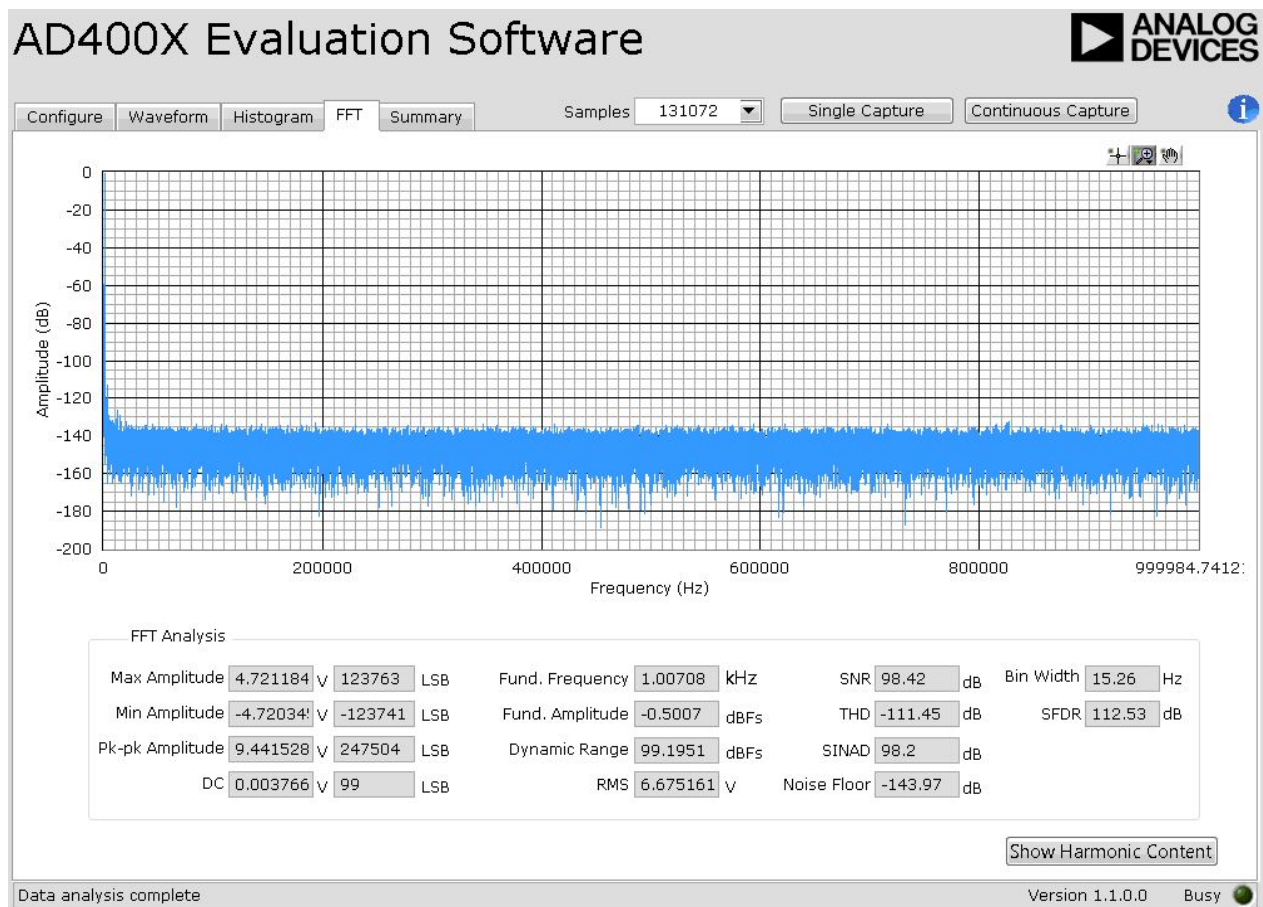 AD400X Evaluation Software
ANALOG
DEVICES
Configure Waveform Histogram FFT Summary Samples 131072 Single Capture Continuous Capture
0
-20
-40
-60
-80
-100
-120
-140
-160
-180
-200
Amplitude (dB)
0 200000 400000 600000 800000 999984.7412
Frequency (Hz)
FFT Analysis
Max Amplitude 4.721184 V 123763 LSB Fund. Frequency 1.00708 kHz SNR 98.42 dB Bin Width 15.26 Hz
Min Amplitude -4.72034 V -123741 LSB Fund. Amplitude -0.5007 dBFs THD -111.45 dB SFDR 112.53 dB
Pk-pk Amplitude 9.441528 V 247504 LSB Dynamic Range 99.1951 dBFs SINAD 98.2 dB
DC 0.003766 V 99 LSB RMS 6.675161 V Noise Floor -143.97 dB
Show Harmonic Content
Data analysis complete Version 1.1.0.0 Busy